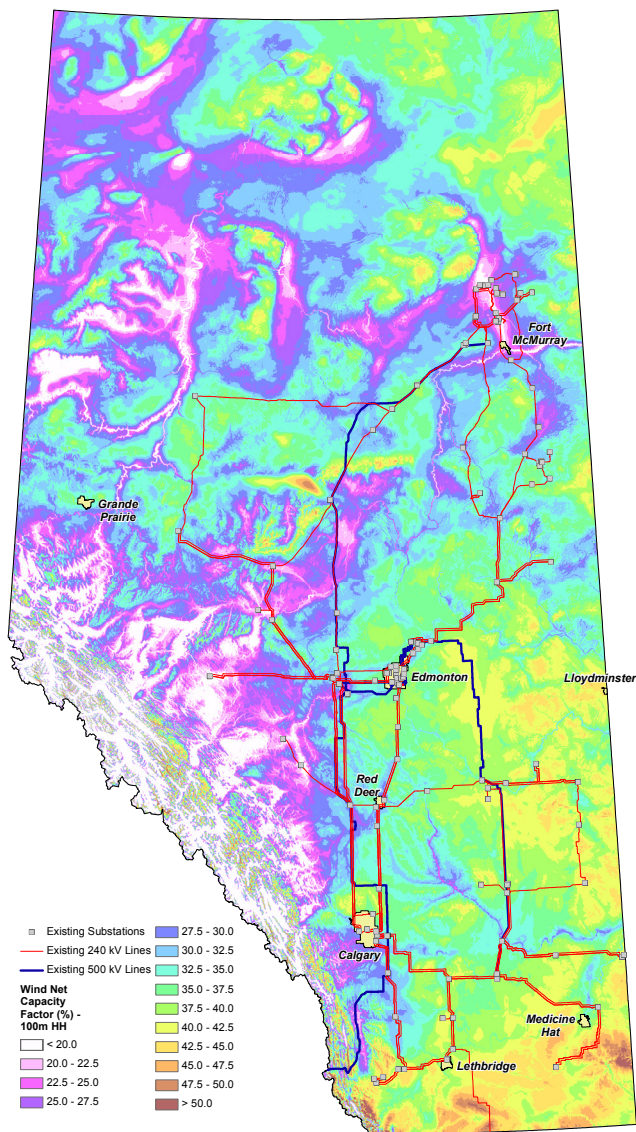 Fort
McMurray
Grande
Prairie
Edmonton
Lloydminster
Red
Deer
Calgary
Medicine
Hat
Lethbridge
Existing Substations
Existing 240 kV Lines
Existing 500 kV Lines
Wind Net
Capacity
Factor (%) -
100m HH
< 20.0
20.0 - 22.5
22.5 - 25.0
25.0 - 27.5
27.5 - 30.0
30.0 - 32.5
32.5 - 35.0
35.0 - 37.5
37.5 - 40.0
40.0 - 42.5
42.5 - 45.0
45.0 - 47.5
47.5 - 50.0
> 50.0